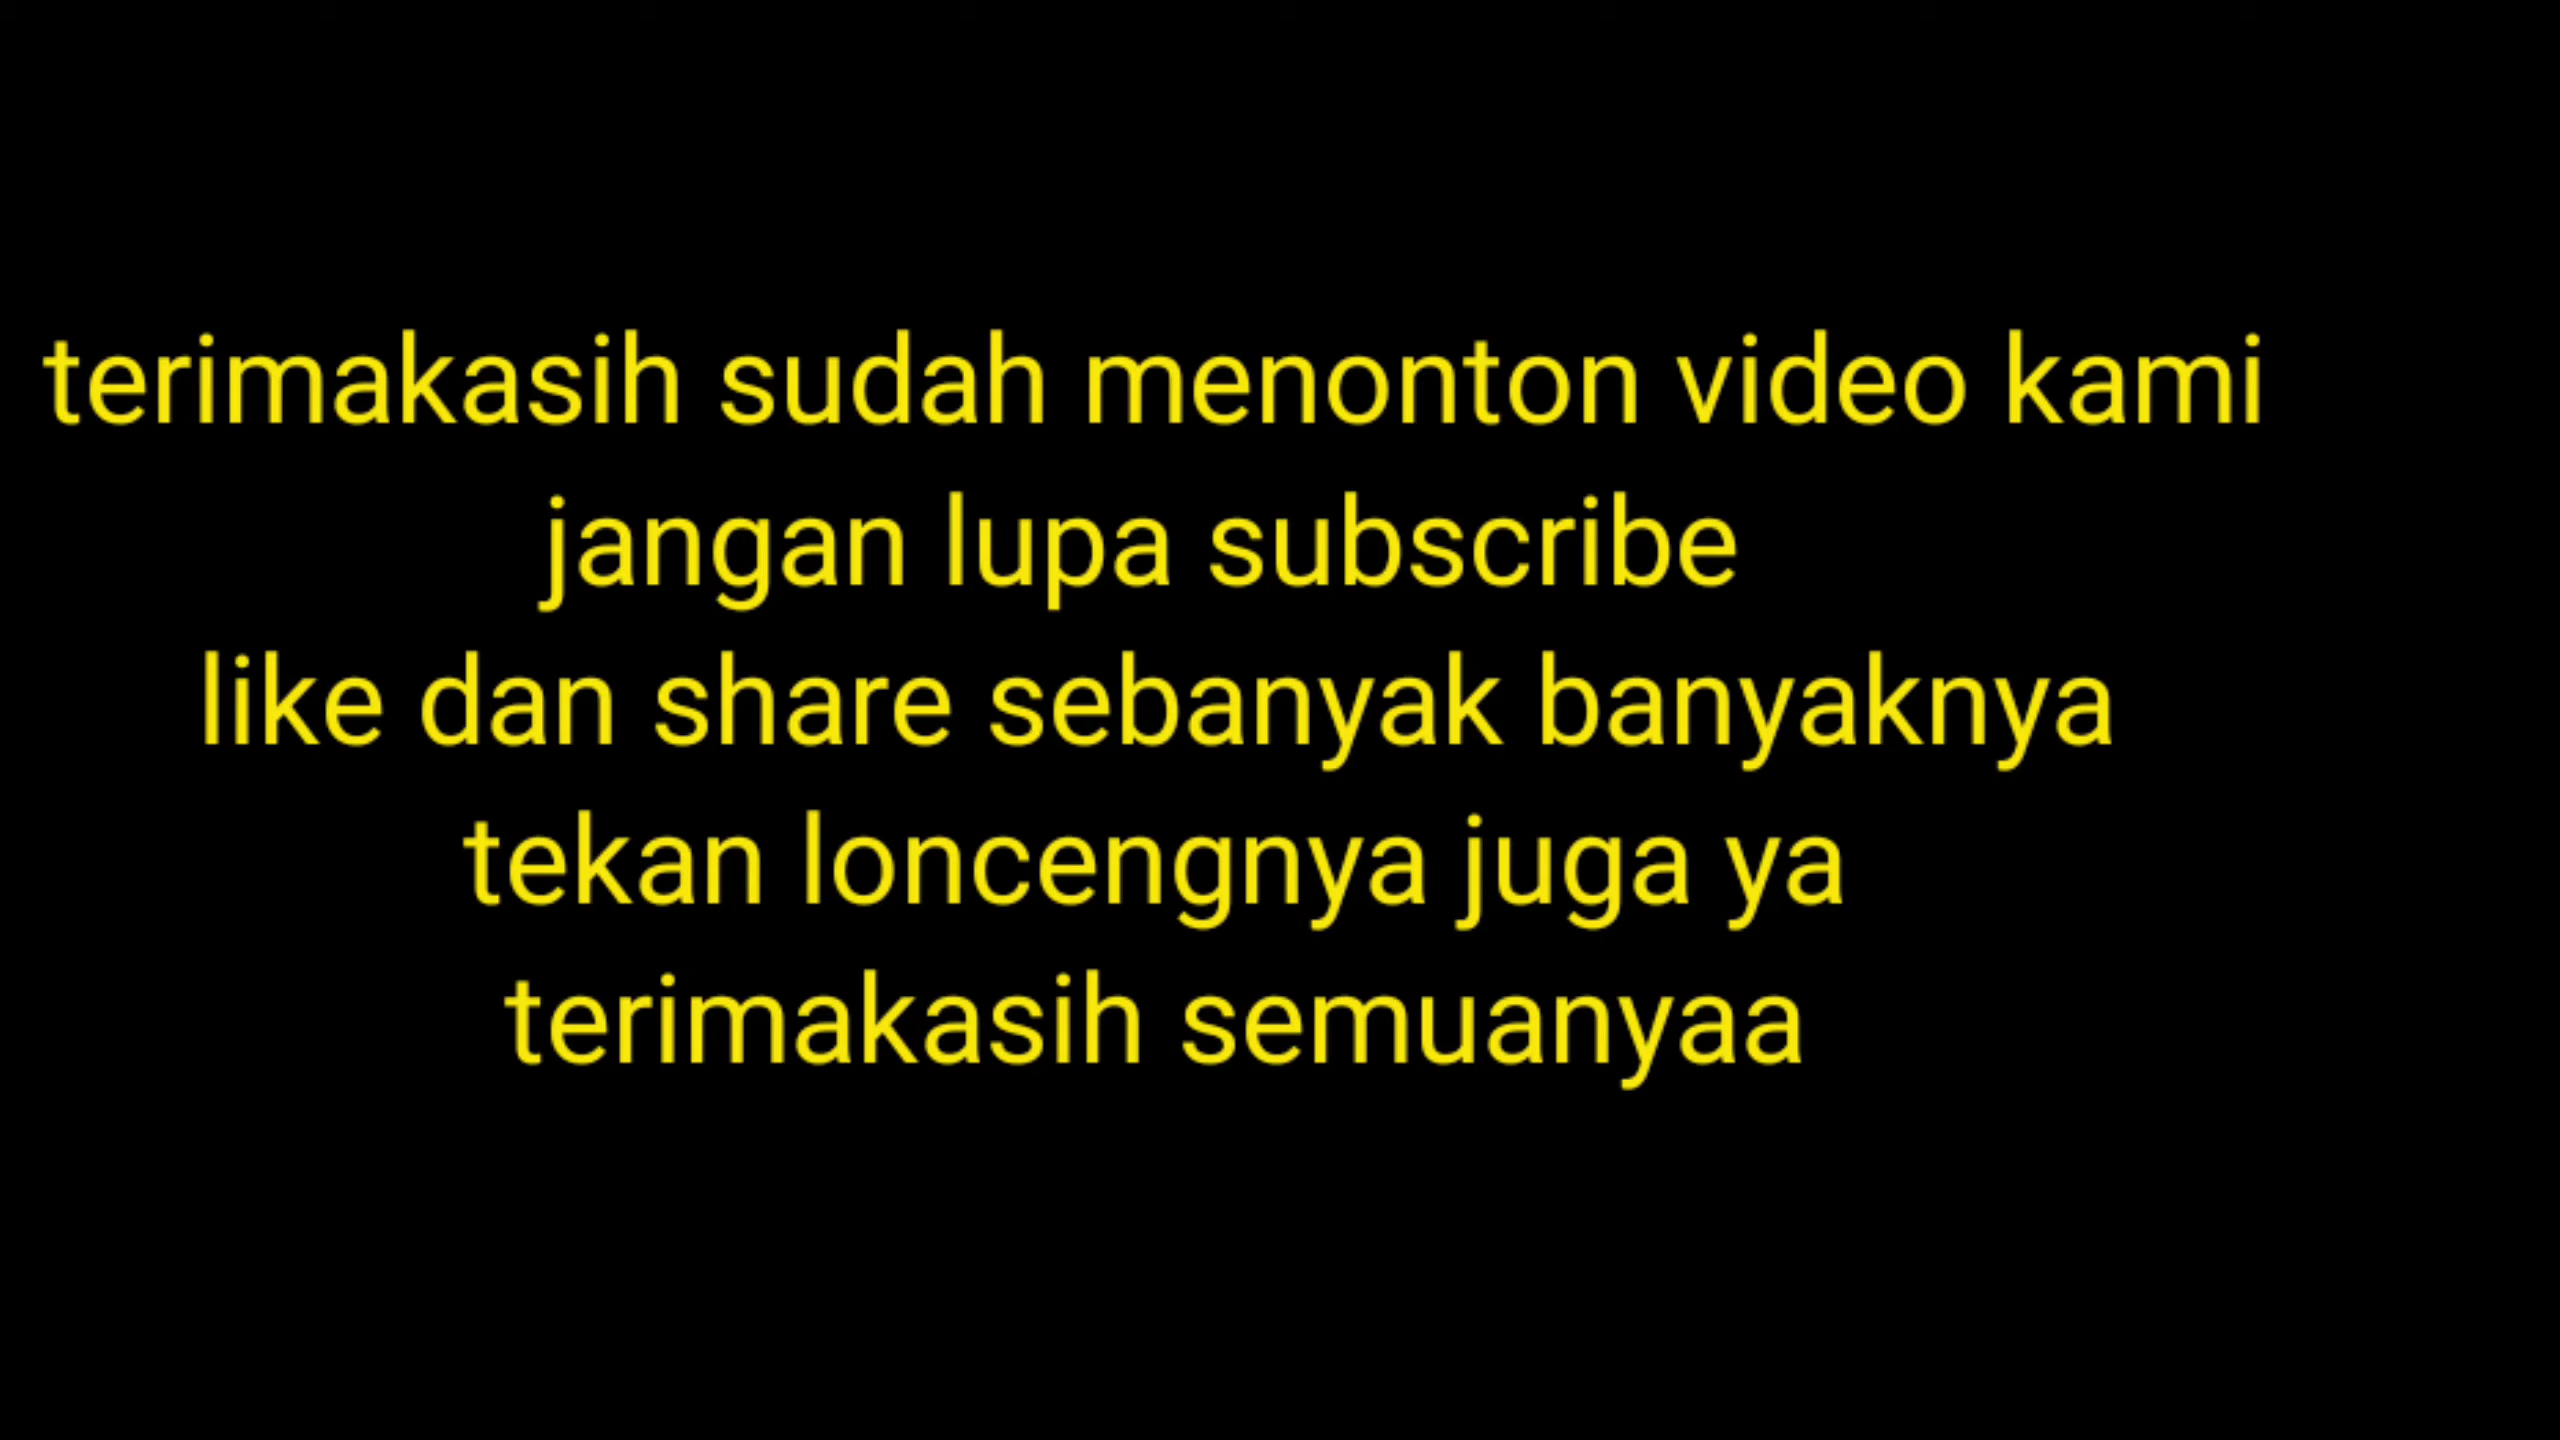 terimakasih sudah menonton video kami
jangan lupa subscribe
like dan share sebanyak banyaknya
tekan loncengnya juga ya
terimakasih semuanyaa